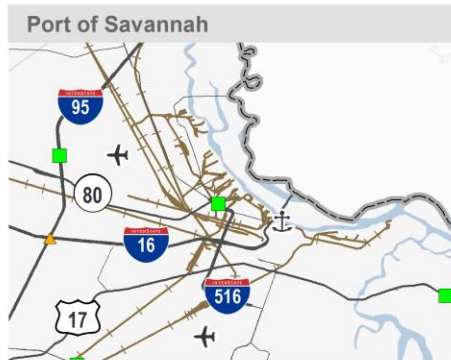 Port of Savannah
INTERSTATE
95
80
INTERSTATE
16
INTERSTATE
516
17